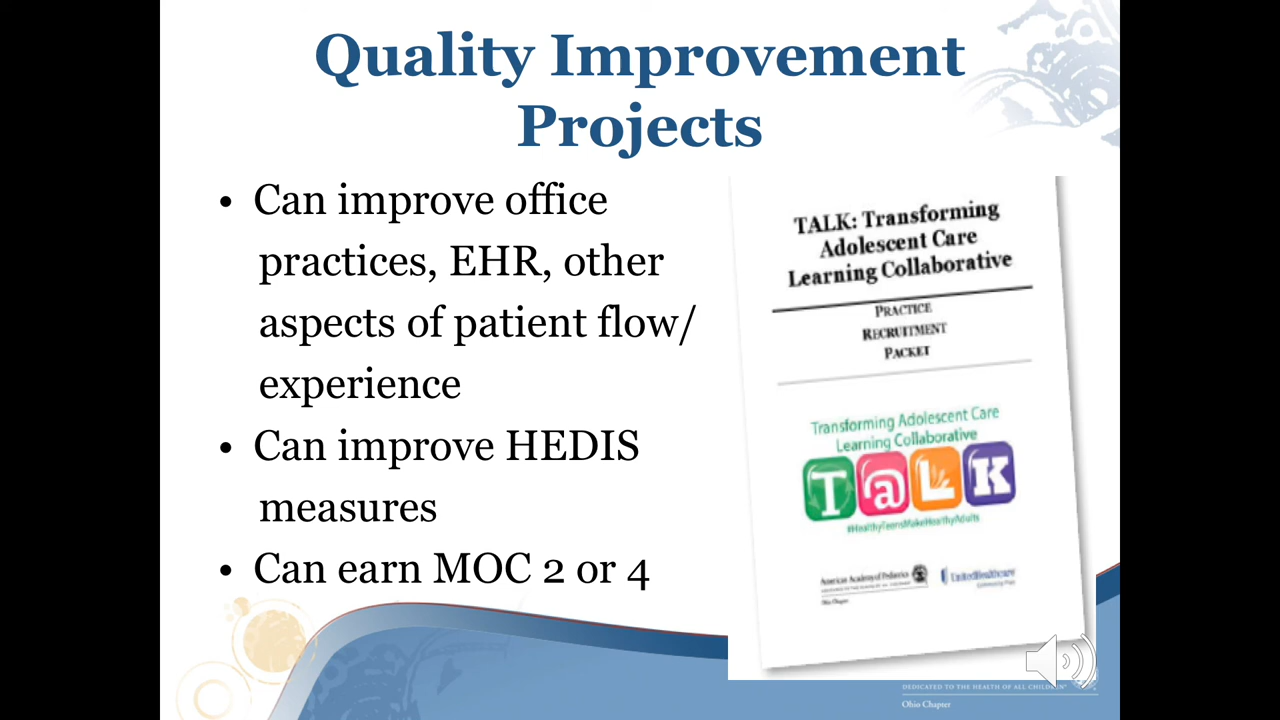 Quality Improvement
Projects
• Can improve office
practices, EHR, other
aspects of patient flow/
experience
• Can improve HEDIS
measures
• Can earn MOC 2 or 4
TALK: Transforming
Adolescent Care
Learning Collaborative
PRACTICE
RECRUITMENT
PACKET
Transforming Adolescent Care
Learning Collaborative
TaLK
#HealthyTeensMakeHealthyAdults
American Academy of Pediatrics
Ohio Chapter
UnitedHealthcare
DEDICATED TO THE HEALTH OF ALL CHILDREN
Ohio Chapter